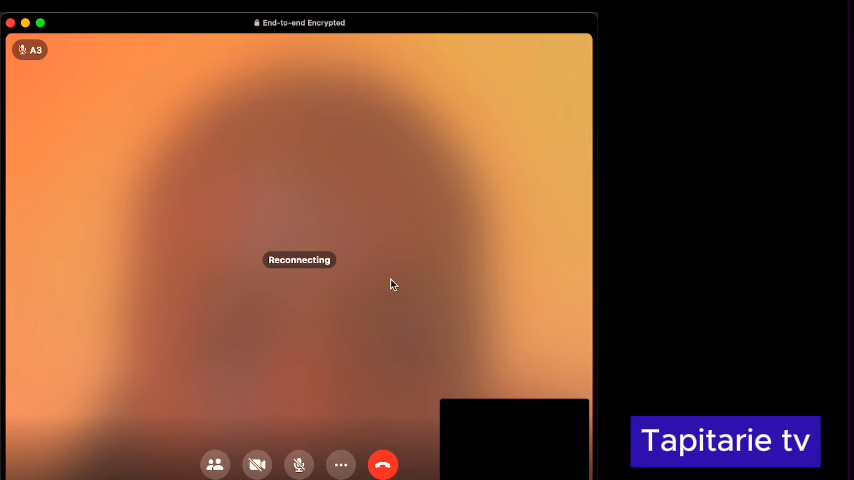 End-to-end Encrypted
A3
Reconnecting
Tapitarie tv